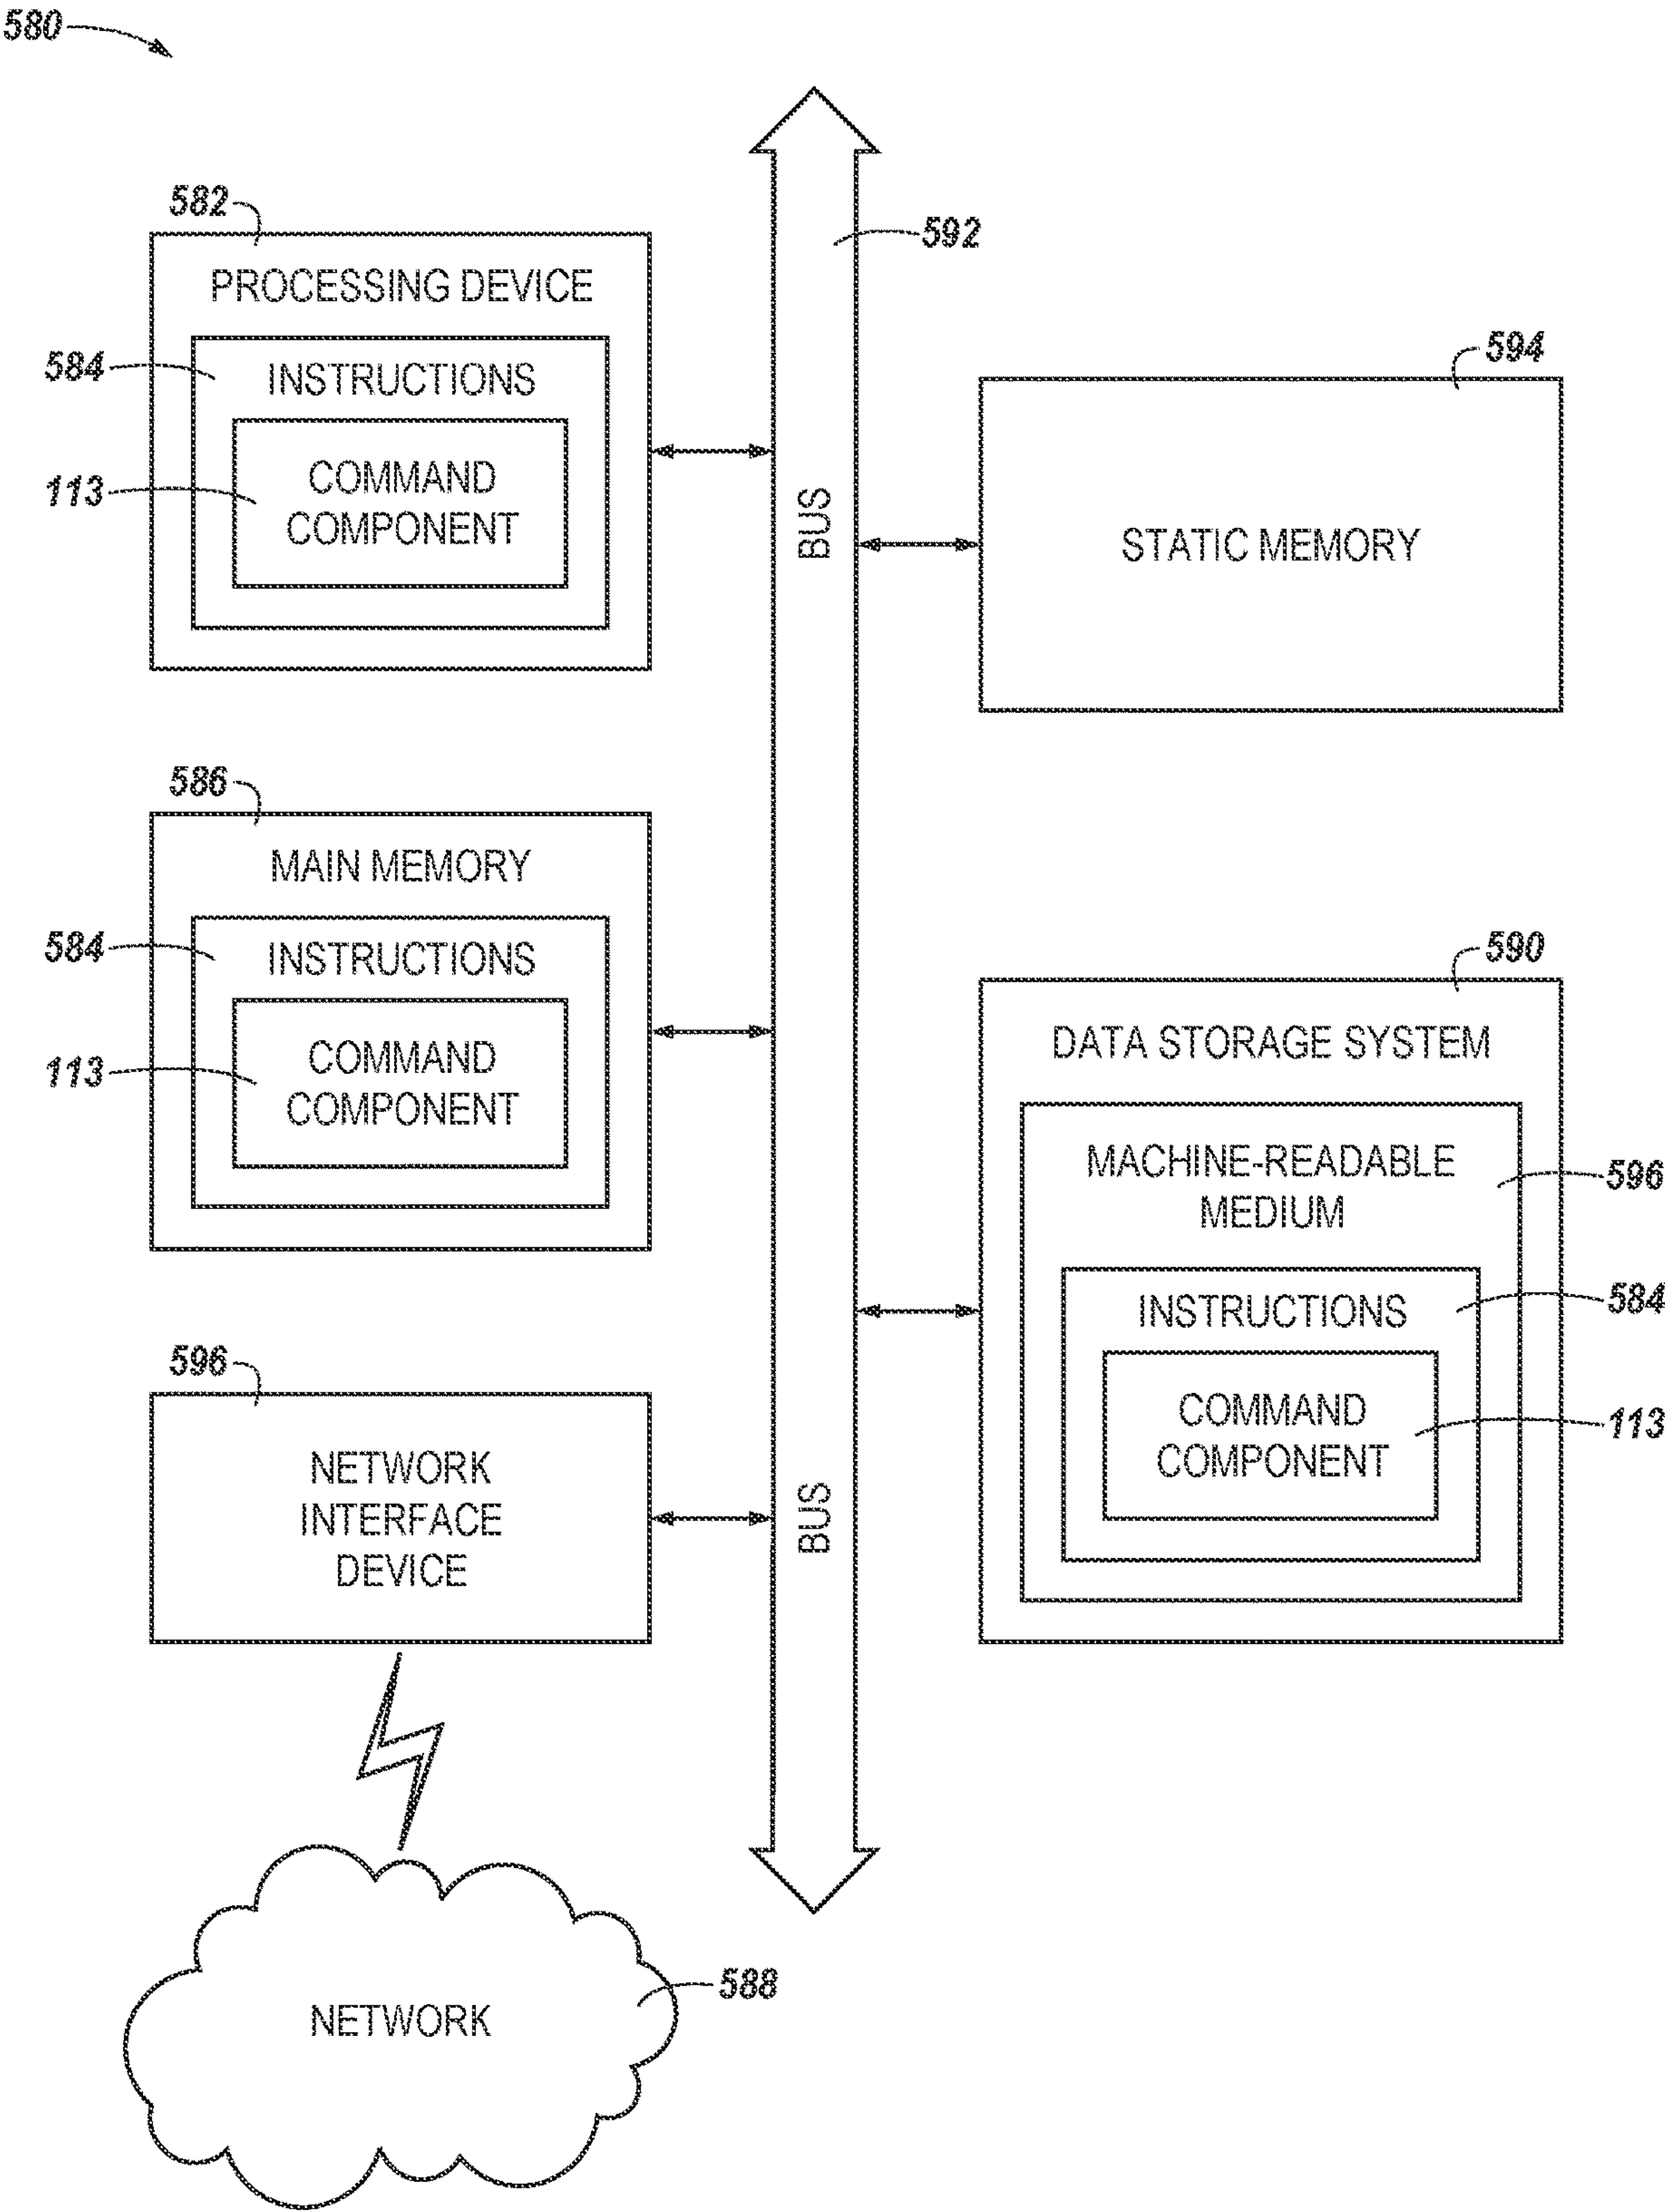 580
582
PROCESSING DEVICE
584
INSTRUCTIONS
113
COMMAND
COMPONENT
586
MAIN MEMORY
584
INSTRUCTIONS
113
COMMAND
COMPONENT
596
NETWORK
INTERFACE
DEVICE
NETWORK
588
592
BUS
BUS
594
STATIC MEMORY
590
DATA STORAGE SYSTEM
MACHINE-READABLE
MEDIUM
596
INSTRUCTIONS
584
COMMAND
COMPONENT
113